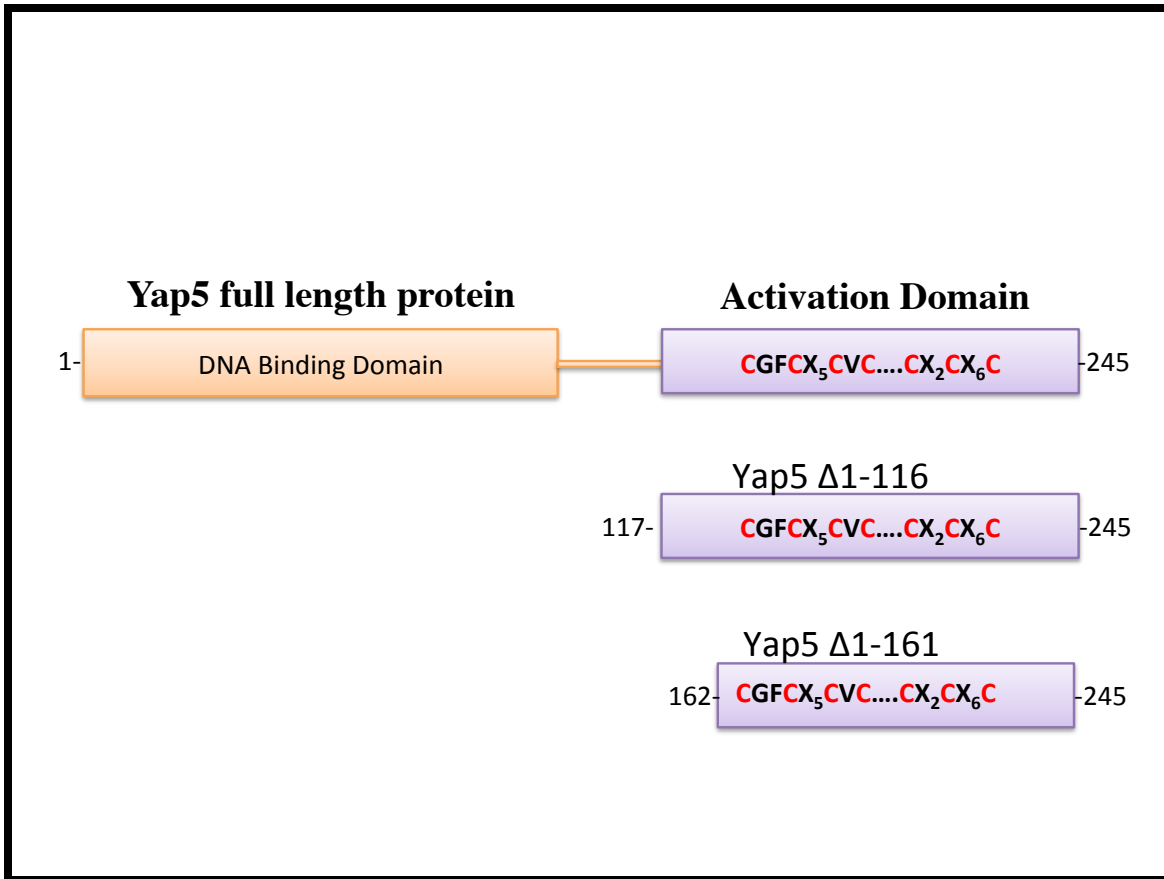 Yap5 full length protein
Activation Domain
1- DNA Binding Domain CGFCX₅CVC....CX₂CX₆C -245
Yap5 Δ1-116
117- CGFCX₅CVC....CX₂CX₆C -245
Yap5 Δ1-161
162- CGFCX₅CVC....CX₂CX₆C -245